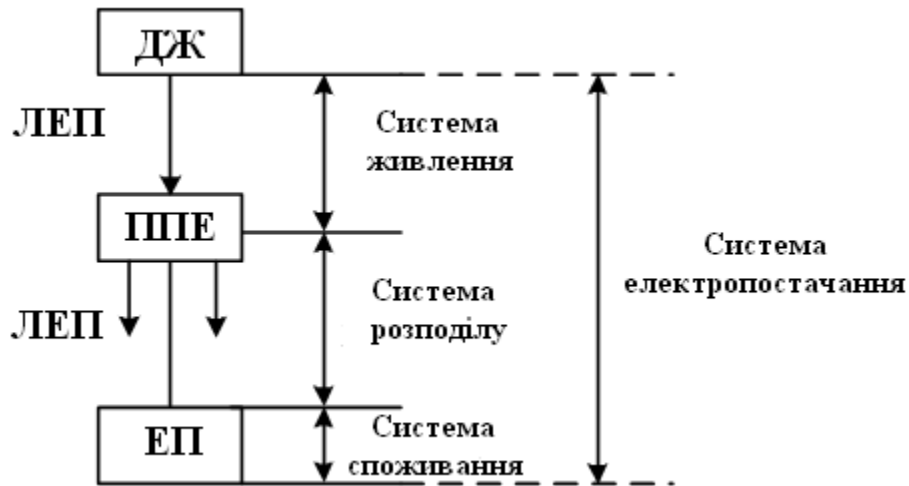 ДЖ
ЛЕП
Система
живлення
ППЕ
Система
електропостачання
Система
розподілу
ЛЕП
ЕП
Система
споживання